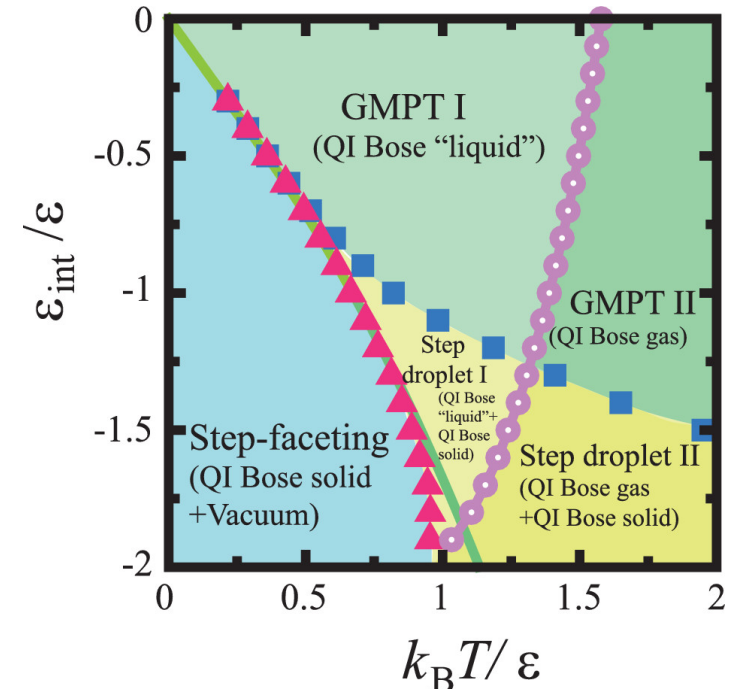 0
-0.5
-1
-1.5
-2
εint/ε
GMPT I
(QI Bose “liquid”)
GMPT II
(QI Bose gas)
Step
droplet I
(QI Bose
“liquid”+
QI Bose
solid)
Step-faceting
(QI Bose solid
+Vacuum)
Step droplet II
(QI Bose gas
+QI Bose solid)
0
0.5
1
1.5
2
kBT/ ε